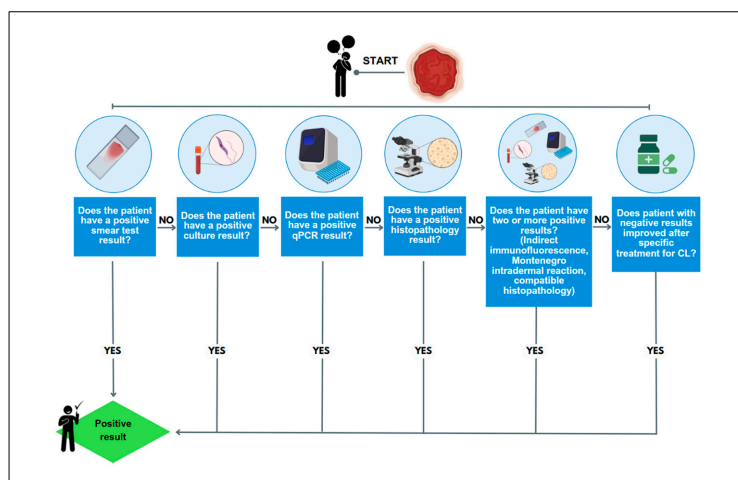 START
Does the patient
have a positive
smear test
result?
NO
Does the patient
have a positive
culture result?
NO
Does the patient
have a positive
qPCR result?
NO
Does the patient
have a positive
histopathology
result?
NO
Does the patient have
two or more positive
results?
(Indirect
immunofluorescence,
Montenegro
intradermal reaction,
compatible
histopathology)
NO
Does patient with
negative results
improved after
specific
treatment for CL?
YES
YES
YES
YES
YES
YES
Positive
result